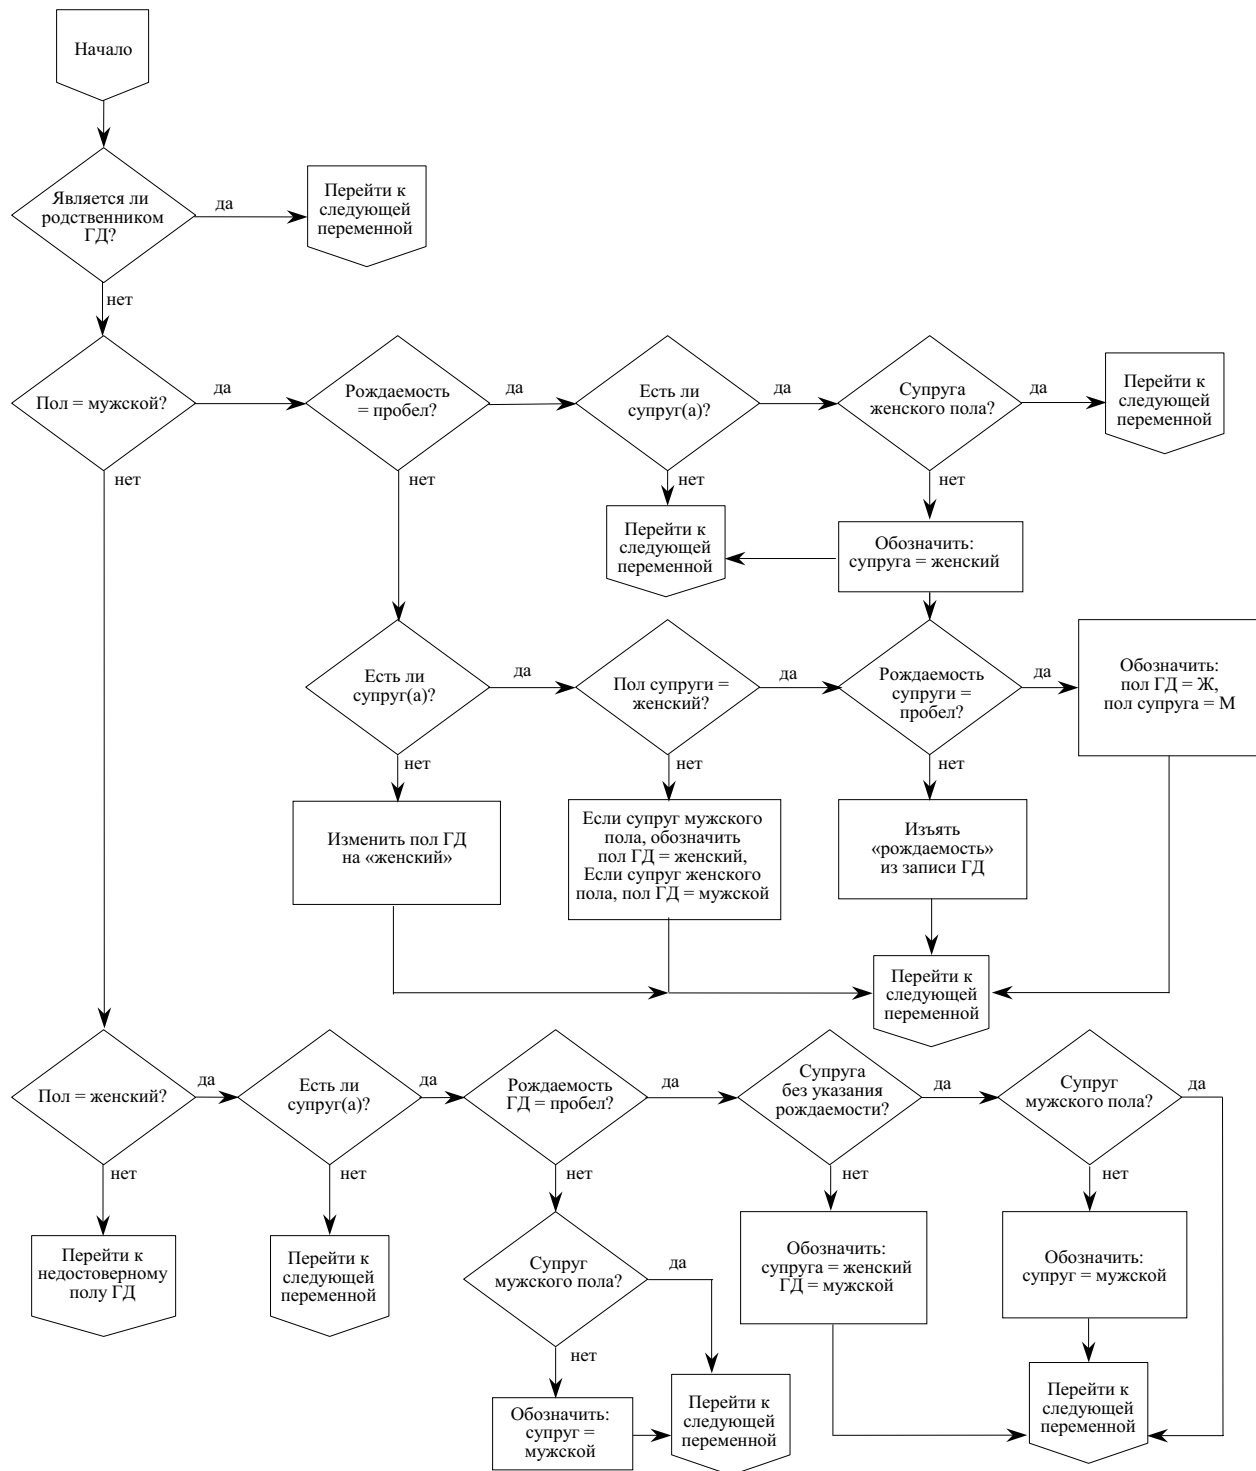 Начало
Является ли
родственником
ГД?
да
Перейти к
следующей
переменной
нет
Пол = мужской?
да
Рождаемость
= пробел?
да
Есть ли
супруг(а)?
да
Супруга
женского пола?
да
Перейти к
следующей
переменной
нет
нет
нет
нет
Перейти к
следующей
переменной
Обозначить:
супруга = женский
Есть ли
супруг(а)?
да
Пол супруги =
женский?
да
Рождаемость
супруги =
пробел?
да
Обозначить:
пол ГД = Ж,
пол супруга = М
нет
нет
нет
Изменить пол ГД
на «женский»
Если супруг мужского
пола, обозначить
пол ГД = женский,
Если супруг женского
пола, пол ГД = мужской
Изъять
«рождаемость»
из записи ГД
Перейти к
следующей
переменной
Пол = женский?
да
Есть ли
супруг(а)?
да
Рождаемость
ГД = пробел?
да
Супруга
без указания
рождаемости?
да
Супруг
мужского пола?
да
нет
нет
нет
нет
нет
Перейти к
недостоверному
полу ГД
Перейти к
следующей
переменной
Супруг
мужского пола?
да
Обозначить:
супруга = женский
ГД = мужской
Обозначить:
супруг = мужской
нет
Обозначить:
супруг =
мужской
Перейти к
следующей
переменной
Перейти к
следующей
переменной